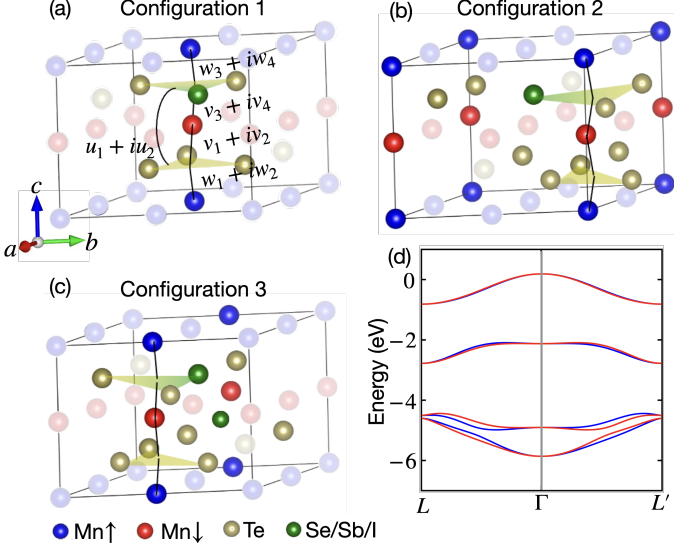 (a) Configuration 1
w₃ + iw₄
v₃ + iv₄
u₁ + iu₂
v₁ + iv₂
w₁ + iw₂
c
a
b
(b) Configuration 2
(c) Configuration 3
(d)
Energy (eV)
0
−2
−4
−6
L Γ L′
Mn↑ Mn↓ Te Se/Sb/I